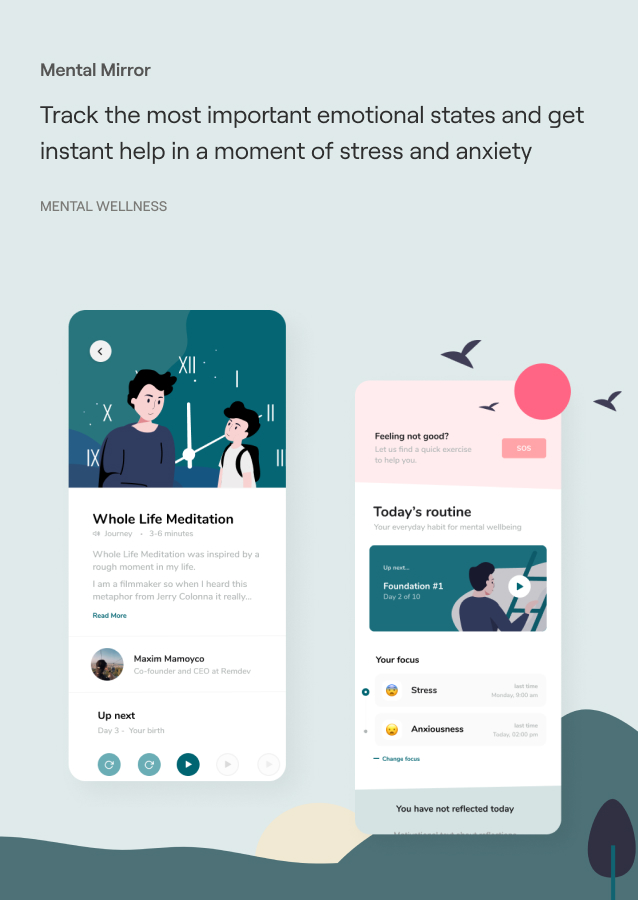 Mental Mirror
Track the most important emotional states and get
instant help in a moment of stress and anxiety
MENTAL WELLNESS
XII
I
II
III
X
IX
Whole Life Meditation
Journey • 3-6 minutes
Whole Life Meditation was inspired by a
rough moment in my life.
I am a filmmaker so when I heard this
metaphor from Jerry Colonna it really...
Read More
Maxim Mamoyco
Co-founder and CEO at Remdev
Up next
Day 3 - Your birth
Feeling not good?
Let us find a quick exercise
to help you.
SOS
Today's routine
Your everyday habit for mental wellbeing
Up next...
Foundation #1
Day 2 of 10
Your focus
Stress
last time
Monday, 9:00 am
Anxiousness
last time
Today, 02:00 pm
Change focus
You have not reflected today
Motivational text about reflections